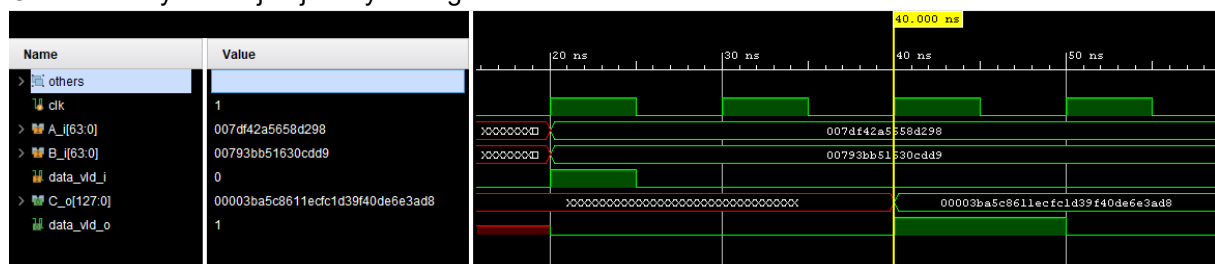 40.000 ns
Name Value
20 ns 30 ns 40 ns 50 ns
others
clk 1
A_i[63:0] 007df42a5658d298 007df42a5658d298
B_i[63:0] 00793bb51630cdd9 00793bb51630cdd9
data_vld_i 0
C_o[127:0] 00003ba5c8611ecfc1d39f40de6e3ad8 XXXXXXXXXXXXXXXXXXXXXXXXXXXXXXXX 00003ba5c8611ecfc1d39f40de6e3ad8
data_vld_o 1